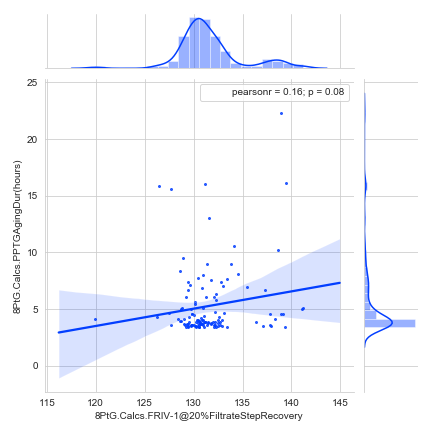 pearsonr = 0.16; p = 0.08
25
20
15
10
5
0
8PtG.Calcs.PPTGAgingDur(hours)
115 120 125 130 135 140 145
8PtG.Calcs.FRIV-1@20%FiltrateStepRecovery